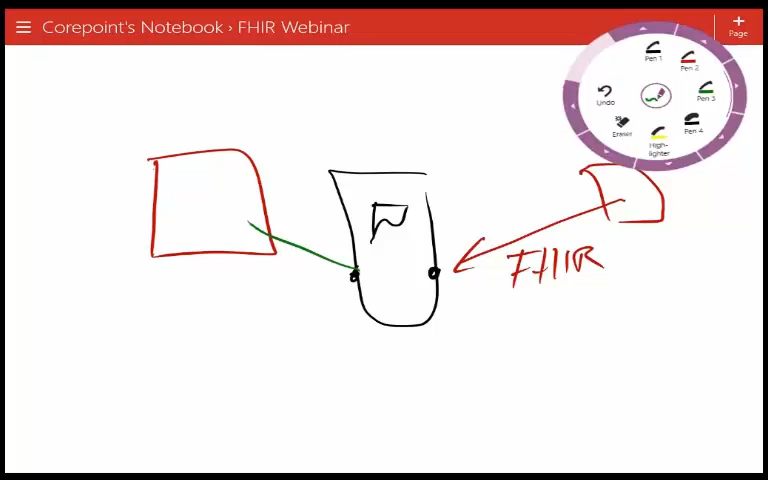 Corepoint's Notebook › FHIR Webinar
+
Page
Pen 1
Pen 2
Pen 3
Pen 4
High-
lighter
Eraser
Undo
FHIR